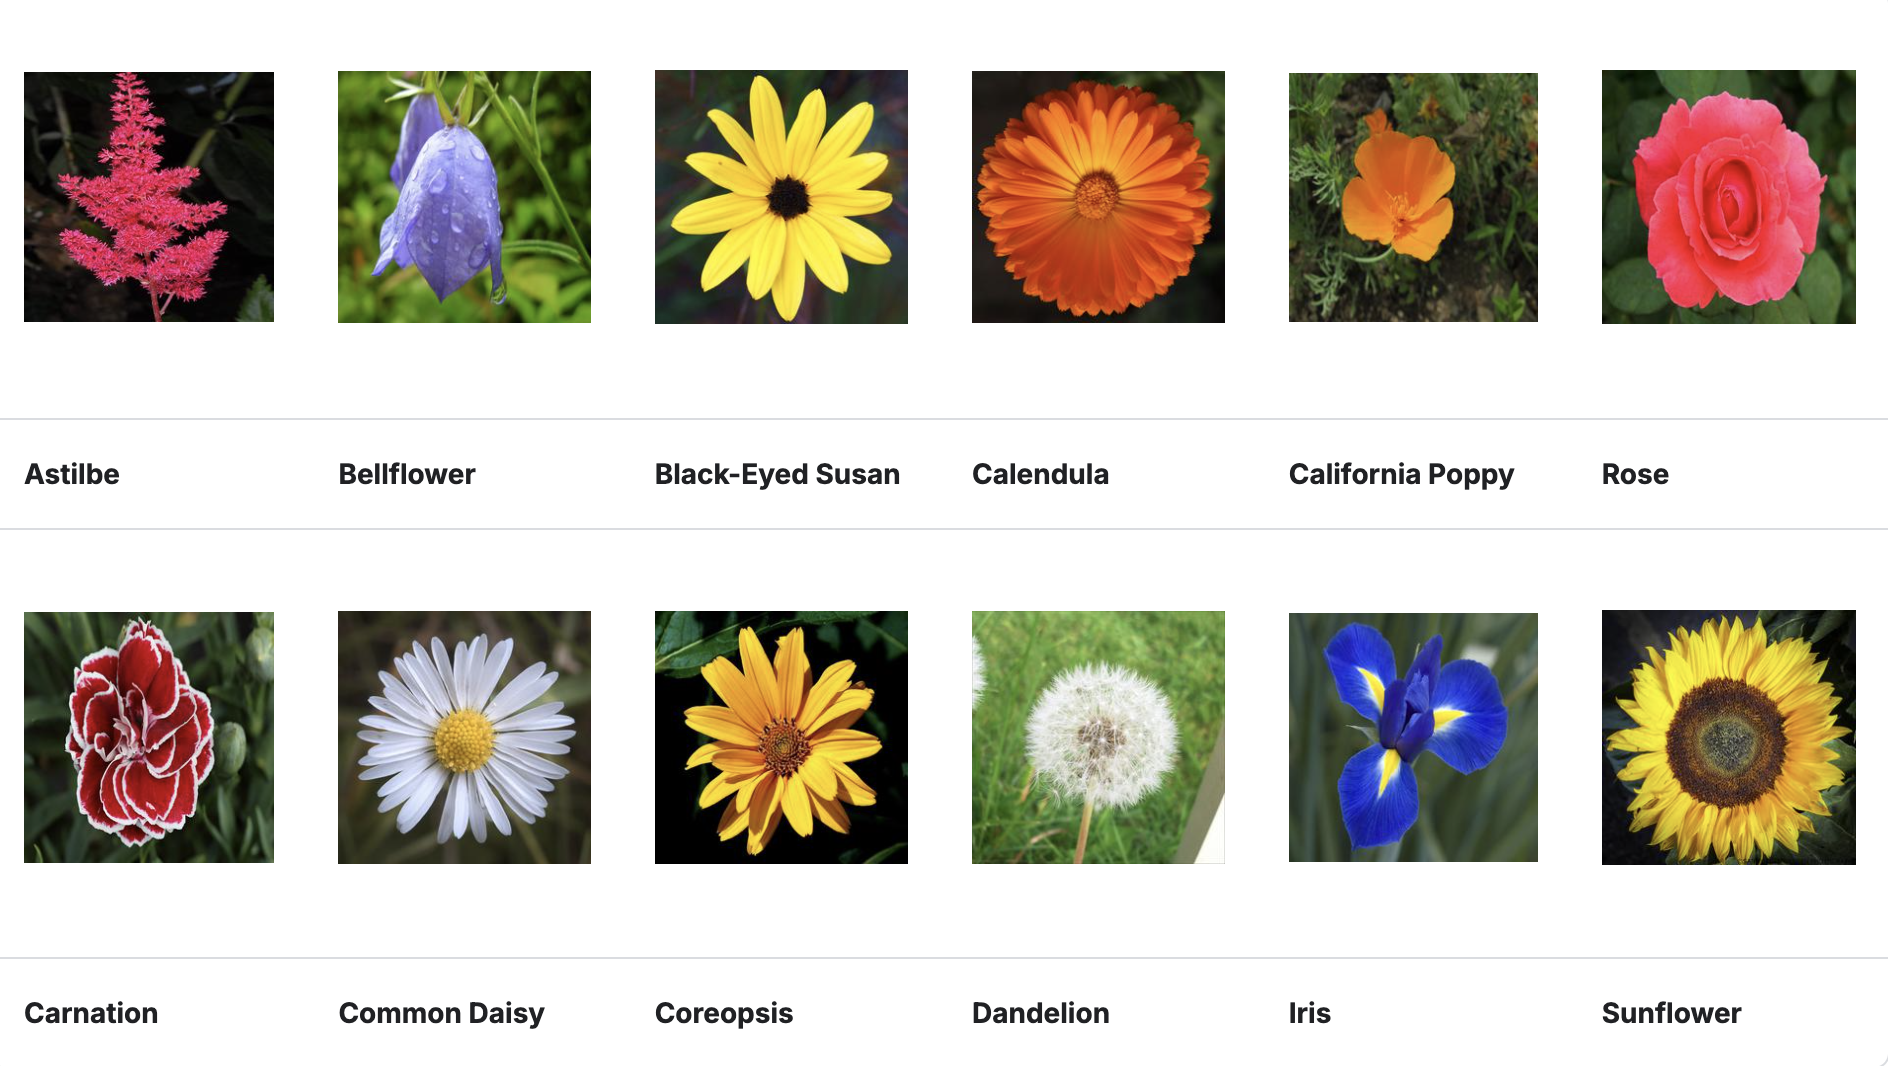 Astilbe
Bellflower
Black-Eyed Susan
Calendula
California Poppy
Rose
Carnation
Common Daisy
Coreopsis
Dandelion
Iris
Sunflower